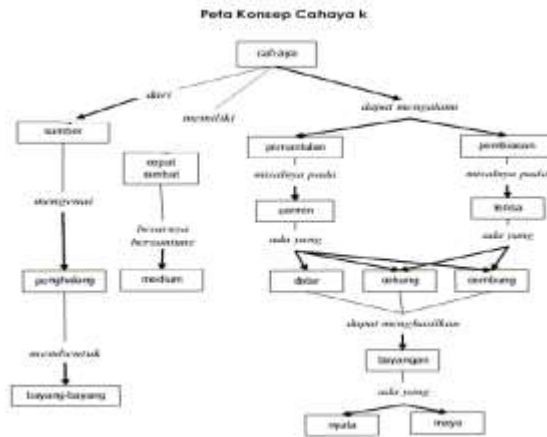 Peta Konsep Cahaya k
cahaya
dari
memiliki
dapat mengalami
sumber
pemantulan
pembiasan
cepat
rambat
misalnya pada
misalnya pada
mengenai
cermin
lensa
besarnya
bergantung
ada yang
ada yang
penghalang
medium
datar
cekung
cembung
dapat menghasilkan
membentuk
bayangan
bayang-bayang
ada yang
nyata
maya